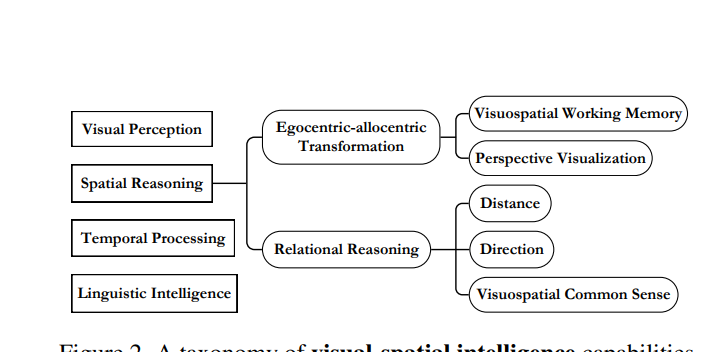 Visual Perception
Spatial Reasoning
Temporal Processing
Linguistic Intelligence
Egocentric-allocentric
Transformation
Relational Reasoning
Visuospatial Working Memory
Perspective Visualization
Distance
Direction
Visuospatial Common Sense
Figure 2. A taxonomy of visual-spatial intelligence capabilities